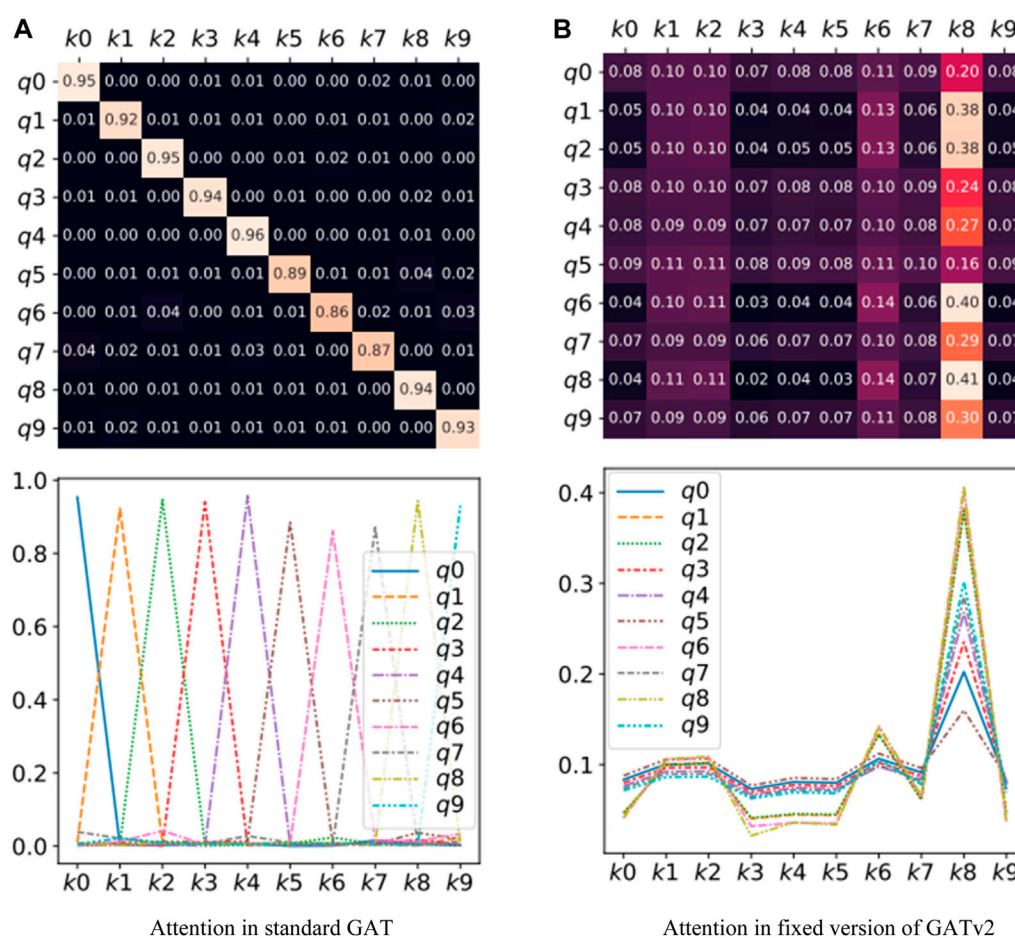 A k0 k1 k2 k3 k4 k5 k6 k7 k8 k9
q0 0.95 0.00 0.00 0.01 0.01 0.00 0.00 0.02 0.01 0.00
q1 0.01 0.92 0.01 0.01 0.01 0.00 0.01 0.00 0.00 0.02
q2 0.00 0.00 0.95 0.00 0.00 0.01 0.02 0.01 0.00 0.00
q3 0.01 0.01 0.00 0.94 0.00 0.01 0.00 0.00 0.02 0.01
q4 0.00 0.00 0.00 0.00 0.96 0.00 0.00 0.01 0.01 0.00
q5 0.00 0.01 0.01 0.01 0.01 0.89 0.01 0.01 0.04 0.02
q6 0.00 0.01 0.04 0.00 0.01 0.01 0.86 0.02 0.01 0.03
q7 0.04 0.02 0.01 0.01 0.03 0.01 0.00 0.87 0.00 0.01
q8 0.01 0.00 0.01 0.00 0.01 0.00 0.01 0.01 0.94 0.00
q9 0.01 0.02 0.01 0.01 0.01 0.01 0.00 0.01 0.00 0.93
1.0
0.8
0.6
0.4
0.2
0.0
k0 k1 k2 k3 k4 k5 k6 k7 k8 k9
q0
q1
q2
q3
q4
q5
q6
q7
q8
q9
Attention in standard GAT
B k0 k1 k2 k3 k4 k5 k6 k7 k8 k9
q0 0.08 0.10 0.10 0.07 0.08 0.08 0.11 0.09 0.20 0.08
q1 0.05 0.10 0.10 0.04 0.04 0.04 0.13 0.06 0.38 0.04
q2 0.05 0.10 0.10 0.04 0.05 0.05 0.13 0.06 0.38 0.05
q3 0.08 0.10 0.10 0.07 0.08 0.08 0.10 0.09 0.24 0.08
q4 0.08 0.09 0.09 0.07 0.07 0.07 0.10 0.08 0.27 0.07
q5 0.09 0.11 0.11 0.08 0.09 0.08 0.11 0.10 0.16 0.09
q6 0.04 0.10 0.11 0.03 0.04 0.04 0.14 0.06 0.40 0.04
q7 0.07 0.09 0.09 0.07 0.07 0.07 0.10 0.08 0.29 0.07
q8 0.04 0.11 0.11 0.02 0.04 0.03 0.14 0.07 0.41 0.04
q9 0.07 0.09 0.09 0.06 0.07 0.07 0.11 0.08 0.30 0.07
0.4
0.3
0.2
0.1
q0
q1
q2
q3
q4
q5
q6
q7
q8
q9
k0 k1 k2 k3 k4 k5 k6 k7 k8 k9
Attention in fixed version of GATv2